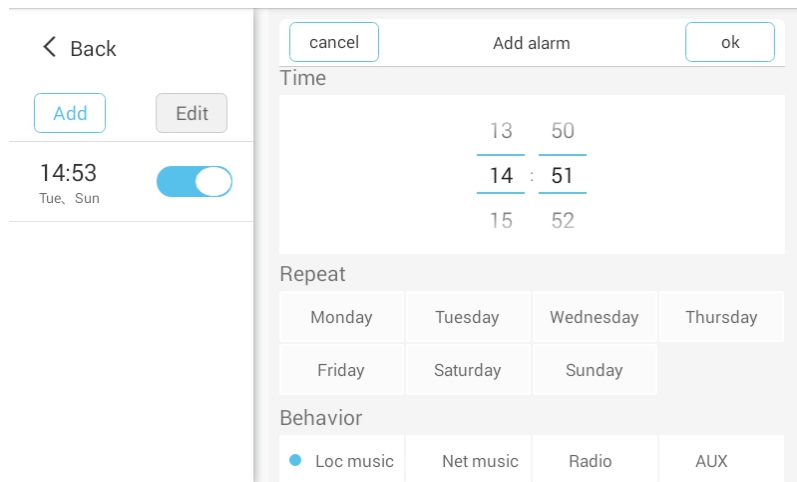 Back
Add Edit
14:53
Tue、Sun
cancel Add alarm ok
Time
13 50
14 : 51
15 52
Repeat
Monday Tuesday Wednesday Thursday
Friday Saturday Sunday
Behavior
Loc music Net music Radio AUX